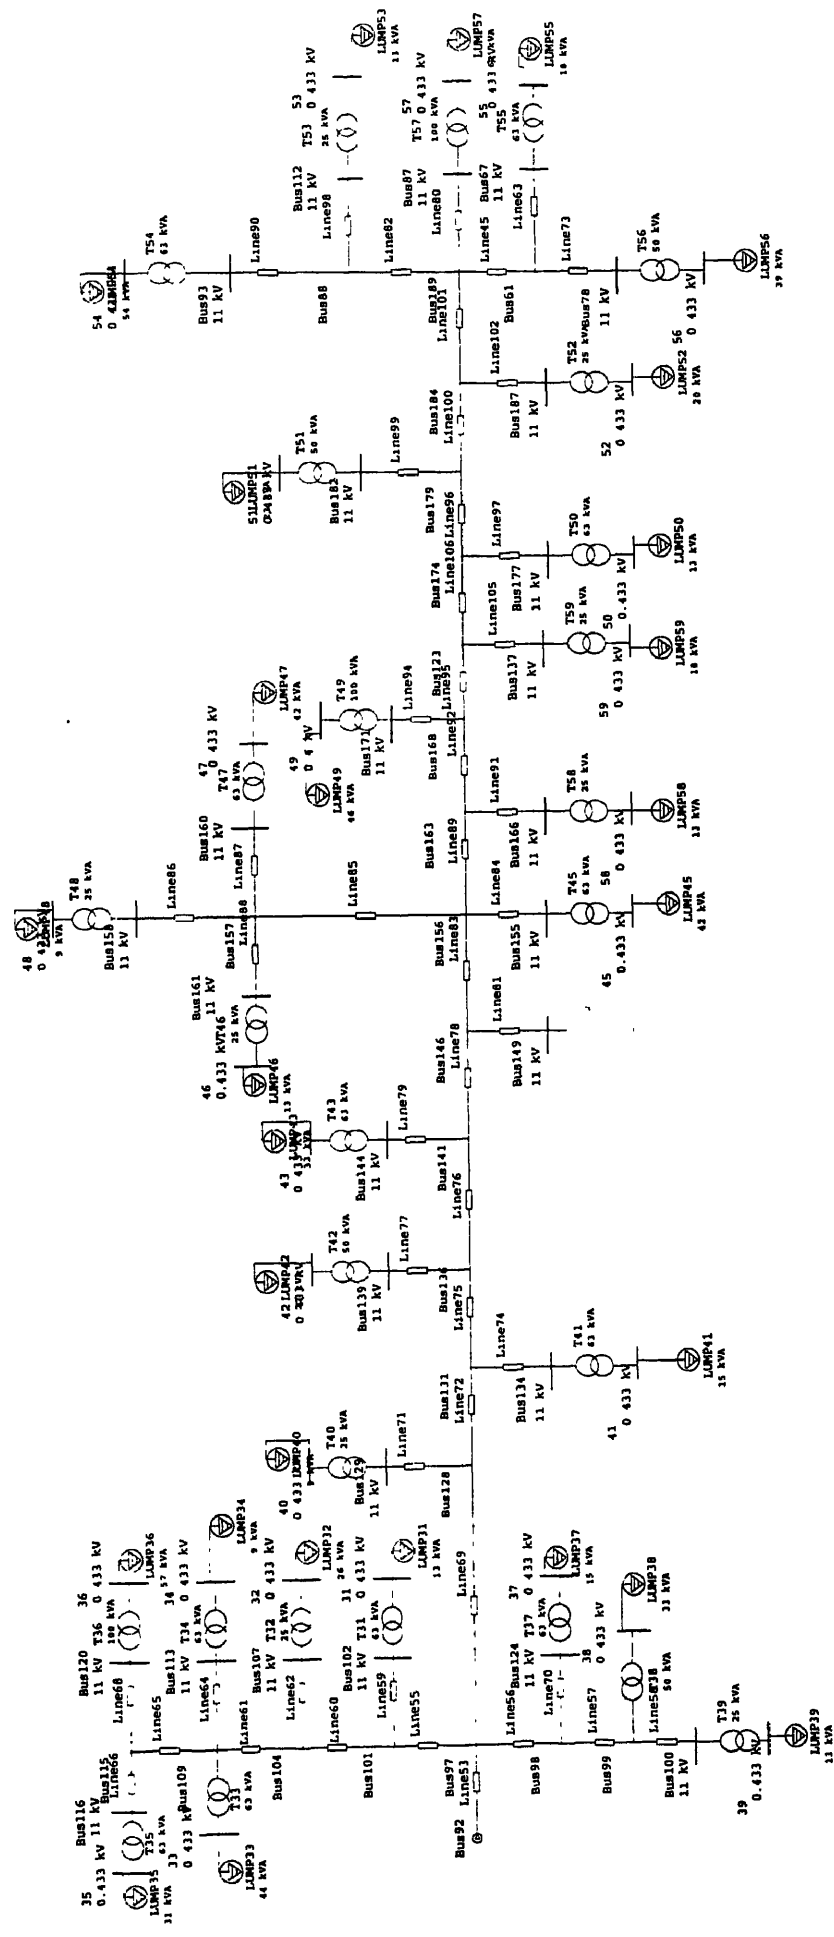 LUMP53
13 kVA
53
0 433 kV
T53
25 kVA
Bus112
11 kV
Line98
LUMP57
57
0 433
T57
100 kVA
Bus87
11 kV
Line80
LUMP55
18 kVA
55
0 433 kV
T55
63 kVA
Bus67
11 kV
Line63
54
54 kVA
T54
63 kVA
Bus93
11 kV
Line90
Bus88
Line82
Bus189
Line101
Line45
Bus61
Line73
Bus78
11 kV
T56
50 kVA
56
0 433 kV
LUMP56
39 kVA
Line102
Bus187
11 kV
T52
25 kVA
52
0 433 kV
LUMP52
20 kVA
Bus184
Line100
Line99
T51
50 kVA
Bus182
11 kV
51
LUMP51
Bus179
Line96
Line97
Bus177
11 kV
T50
63 kVA
50
0.433 kV
LUMP50
13 kVA
Line106
Bus174
Line105
Bus137
11 kV
T59
25 kVA
59
0 433 kV
LUMP59
18 kVA
Bus123
Line95
Line94
T49
100 kVA
Bus171
11 kV
49
LUMP49
46 kVA
LUMP47
42 kVA
47
0 433 kV
T47
63 kVA
Bus160
11 kV
Line87
Line92
Bus168
Line91
Bus166
11 kV
T58
25 kVA
58
0 433 kV
LUMP58
13 kVA
Bus163
Line89
Line84
Bus155
11 kV
T45
63 kVA
45
0.433 kV
LUMP45
42 kVA
48
9 kVA
T48
25 kVA
Bus158
11 kV
Line86
Line85
Line88
Bus157
Bus161
11 kV
T46
25 kVA
46
0.433 kV
LUMP46
13 kVA
Bus156
Line83
Line81
Bus149
11 kV
Bus146
Line78
Line79
T43
63 kVA
Bus144
11 kV
43
33 kVA
Bus141
Line76
Line77
T42
50 kVA
Bus139
11 kV
42
LUMP42
Bus136
Line75
Line74
Bus134
11 kV
T41
63 kVA
41
0 433 kV
LUMP41
15 kVA
Bus131
Line72
Line71
T40
25 kVA
Bus129
11 kV
40
0 433
LUMP40
Bus128
Line69
LUMP36
57 kVA
36
0 433 kV
T36
100 kVA
Bus120
11 kV
Line68
LUMP34
9 kVA
34
0 433 kV
T34
63 kVA
Bus113
11 kV
Line64
LUMP32
26 kVA
32
0 433 kV
T32
25 kVA
Bus107
11 kV
Line62
LUMP31
13 kVA
31
0 433 kV
T31
63 kVA
Bus102
11 kV
Line59
LUMP37
15 kVA
37
0 433 kV
T37
63 kVA
Bus124
11 kV
Line70
LUMP38
33 kVA
38
0 433 kV
T38
50 kVA
Line65
Line61
Line60
Line55
Line56
Line57
Line58
Bus115
Line66
Bus109
Bus104
Bus101
Bus97
Line53
Bus98
Bus99
Bus100
11 kV
T39
25 kVA
39
0.433 kV
LUMP39
11 kVA
Bus116
11 kV
T35
63 kVA
35
0.433 kV
LUMP35
31 kVA
T33
63 kVA
33
0 433 kV
LUMP33
44 kVA
Bus92